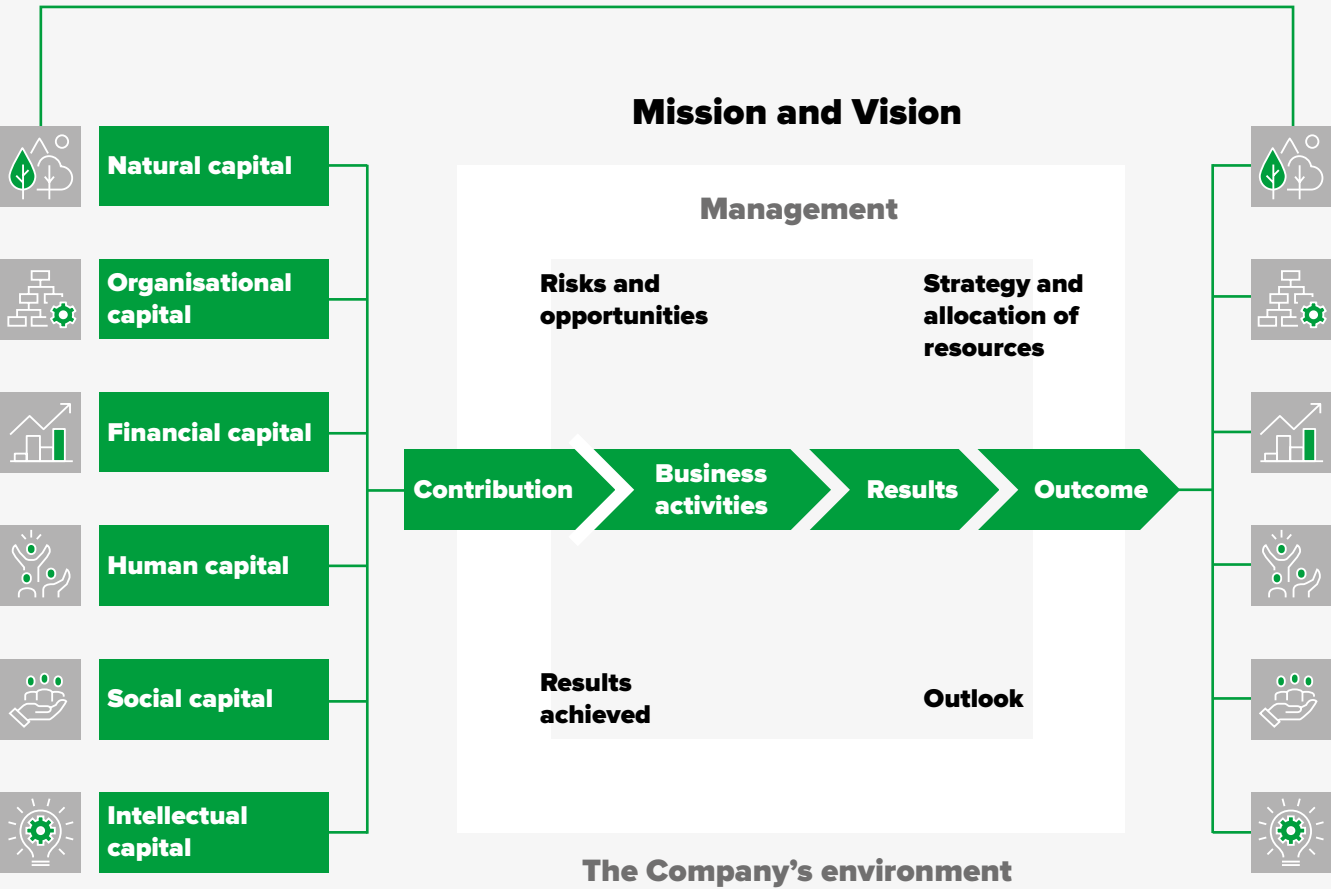 Mission and Vision
Natural capital
Organisational
capital
Financial capital
Human capital
Social capital
Intellectual
capital
Management
Risks and
opportunities
Strategy and
allocation of
resources
Contribution
Business
activities
Results
Outcome
Results
achieved
Outlook
The Company's environment